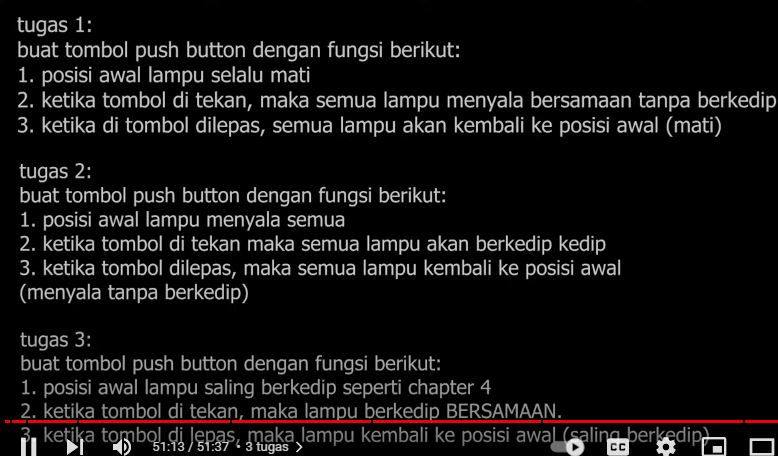 tugas 1:
buat tombol push button dengan fungsi berikut:
1. posisi awal lampu selalu mati
2. ketika tombol di tekan, maka semua lampu menyala bersamaan tanpa berkedip
3. ketika di tombol dilepas, semua lampu akan kembali ke posisi awal (mati)
tugas 2:
buat tombol push button dengan fungsi berikut:
1. posisi awal lampu menyala semua
2. ketika tombol di tekan maka semua lampu akan berkedip kedip
3. ketika tombol dilepas, maka semua lampu kembali ke posisi awal
(menyala tanpa berkedip)
tugas 3:
buat tombol push button dengan fungsi berikut:
1. posisi awal lampu saling berkedip seperti chapter 4
2. ketika tombol di tekan, maka lampu berkedip BERSAMAAN.
3. ketika tombol di lepas, maka lampu kembali ke posisi awal (saling berkedip)
51:13 / 51:37 • 3 tugas >
CC